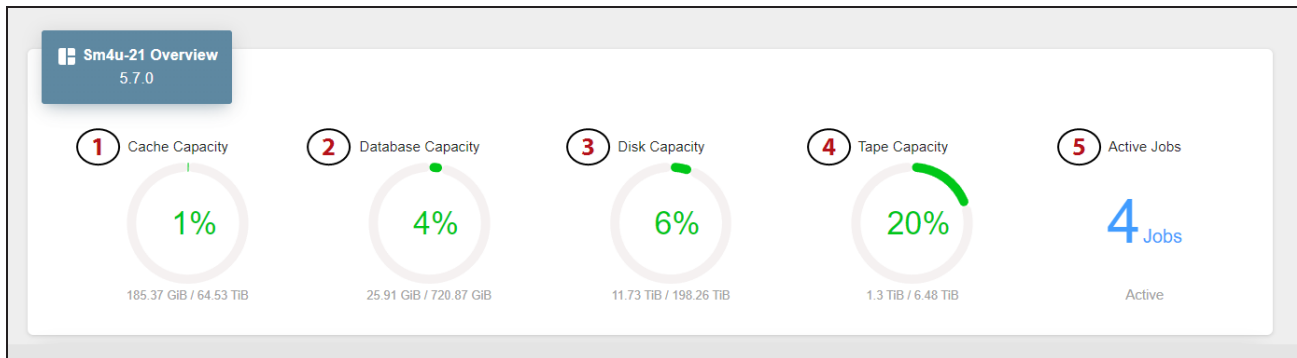 Sm4u-21 Overview
5.7.0
1 Cache Capacity
2 Database Capacity
3 Disk Capacity
4 Tape Capacity
5 Active Jobs
1%
4%
6%
20%
4 Jobs
185.37 GiB / 64.53 TiB
25.91 GiB / 720.87 GiB
11.73 TiB / 198.26 TiB
1.3 TiB / 6.48 TiB
Active